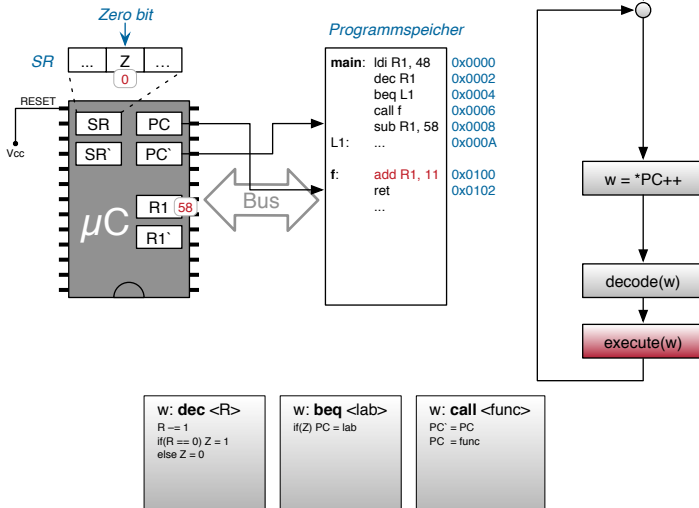 Zero bit
Programmspeicher
SR
... Z ...
0
RESET
Vcc
SR PC
SR` PC`
R1 58
R1`
µC
Bus
main: ldi R1, 48 0x0000
dec R1 0x0002
beq L1 0x0004
call f 0x0006
sub R1, 58 0x0008
L1: ... 0x000A
f: add R1, 11 0x0100
ret 0x0102
...
w = *PC++
decode(w)
execute(w)
w: dec <R>
R −= 1
if(R == 0) Z = 1
else Z = 0
w: beq <lab>
if(Z) PC = lab
w: call <func>
PC` = PC
PC = func